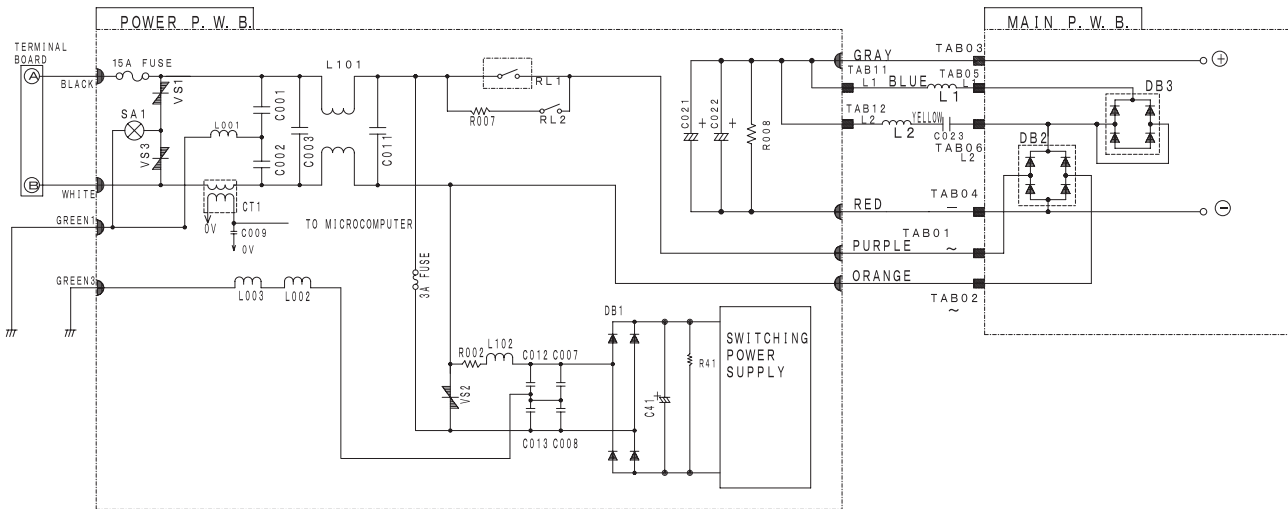 POWER P. W. B.
MAIN P. W. B.
TERMINAL
BOARD
15A FUSE
L101
GRAY
TAB03
+
A
BLACK
VS1
C001
RL1
TAB11
L1
BLUE
L1
TAB05
L1
DB3
SA1
L001
C003
C011
R007
RL2
C021
+
C022
+
R008
TAB12
L2
L2
YELLOW
C023
TAB06
L2
DB2
VS3
C002
B
WHITE
CT1
RED
TAB04
−
−
GREEN1
0V
C009
0V
TO MICROCOMPUTER
PURPLE
TAB01
~
GREEN3
L003
L002
3A FUSE
ORANGE
TAB02
~
DB1
SWITCHING
POWER
SUPPLY
R002
L102
C012
C007
R41
VS2
C41
+
C013
C008